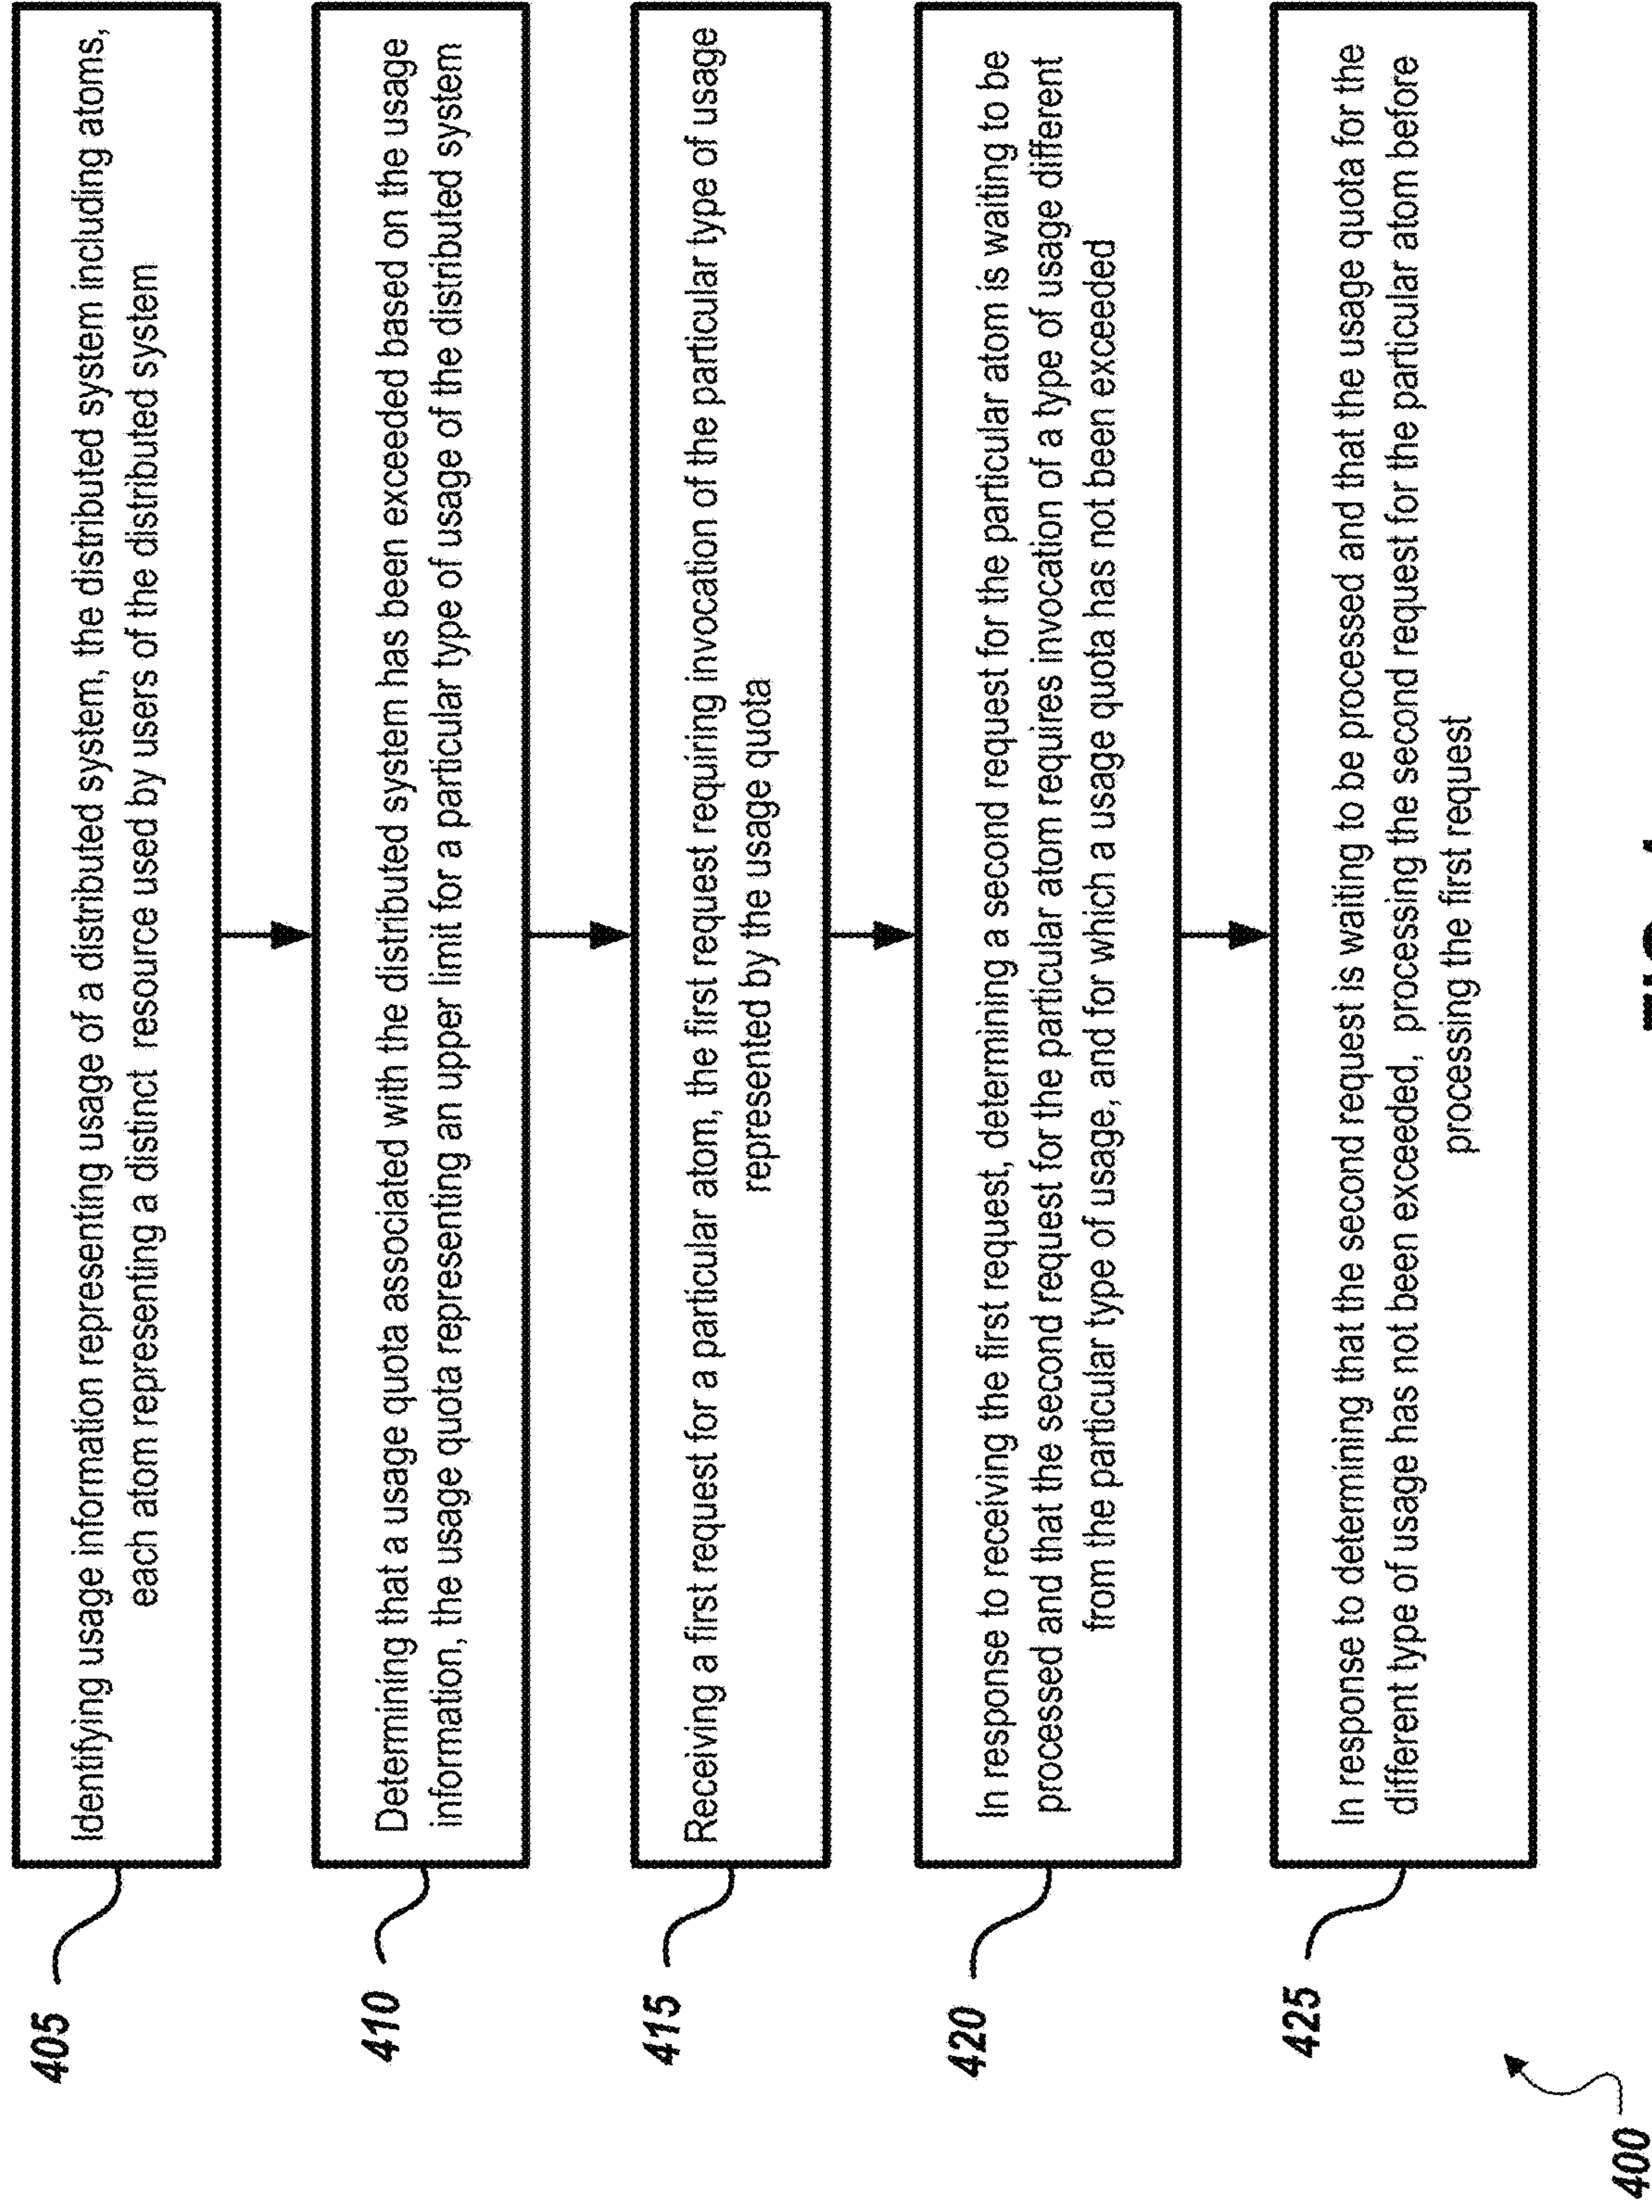 405
Identifying usage information representing usage of a distributed system, the distributed system including atoms,
each atom representing a distinct resource used by users of the distributed system
410
Determining that a usage quota associated with the distributed system has been exceeded based on the usage
information, the usage quota representing an upper limit for a particular type of usage of the distributed system
415
Receiving a first request for a particular atom, the first request requiring invocation of the particular type of usage
represented by the usage quota
420
In response to receiving the first request, determining a second request for the particular atom is waiting to be
processed and that the second request for the particular atom requires invocation of a type of usage different
from the particular type of usage, and for which a usage quota has not been exceeded
425
In response to determining that the second request is waiting to be processed and that the usage quota for the
different type of usage has not been exceeded, processing the second request for the particular atom before
processing the first request
400